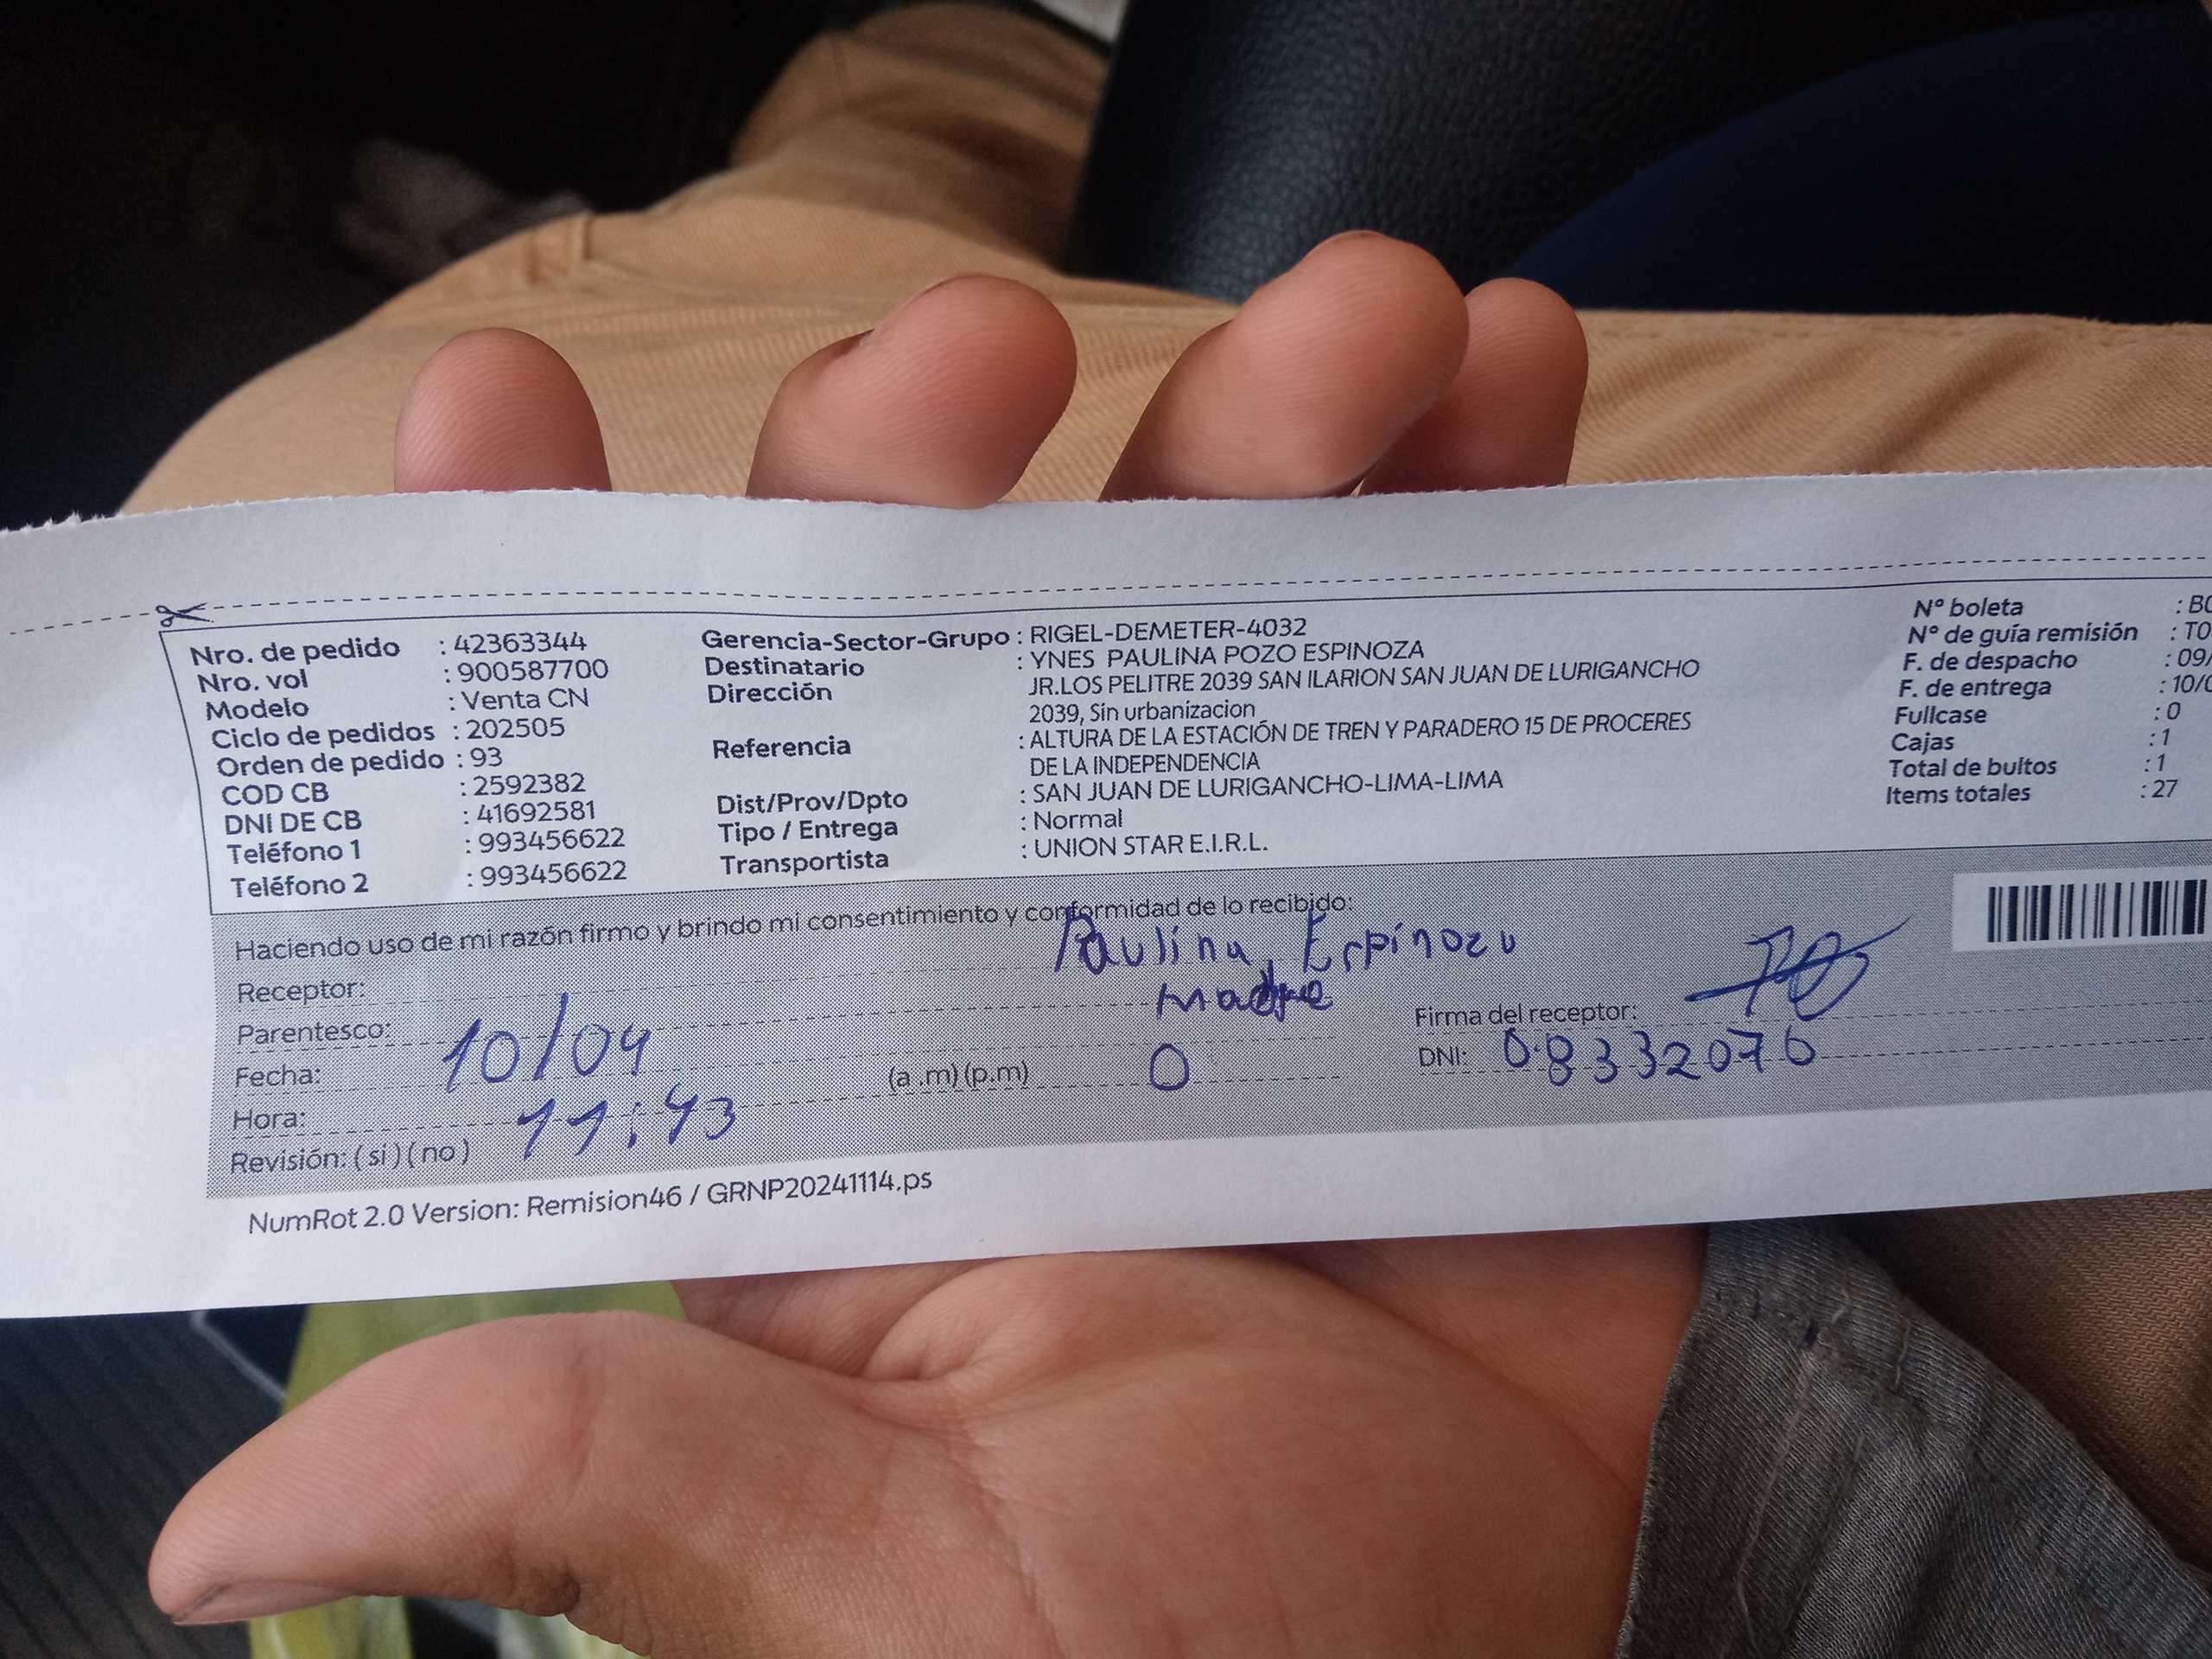 Nro. de pedido : 42363344
Nro. vol : 900587700
Modelo : Venta CN
Ciclo de pedidos : 202505
Orden de pedido : 93
COD CB : 2592382
DNI DE CB : 41692581
Teléfono 1 : 993456622
Teléfono 2 : 993456622
Gerencia-Sector-Grupo : RIGEL-DEMETER-4032
Destinatario : YNES PAULINA POZO ESPINOZA
Dirección JR.LOS PELITRE 2039 SAN ILARION SAN JUAN DE LURIGANCHO
2039, Sin urbanizacion
Referencia : ALTURA DE LA ESTACIÓN DE TREN Y PARADERO 15 DE PROCERES
DE LA INDEPENDENCIA
Dist/Prov/Dpto : SAN JUAN DE LURIGANCHO-LIMA-LIMA
Tipo / Entrega : Normal
Transportista : UNION STAR E.I.R.L.
N° boleta : B0
N° de guía remisión : T0
F. de despacho : 09/
F. de entrega : 10/0
Fullcase : 0
Cajas : 1
Total de bultos : 1
Items totales : 27
Haciendo uso de mi razón firmo y brindo mi consentimiento y conformidad de lo recibido:
Receptor: Paulina Espinozu
Parentesco: Madre
Firma del receptor:
Fecha: 10/04
(a .m) (p.m) 0
DNI: 08332076
Hora: 11:43
Revisión: ( si ) ( no )
NumRot 2.0 Version: Remision46 / GRNP20241114.ps